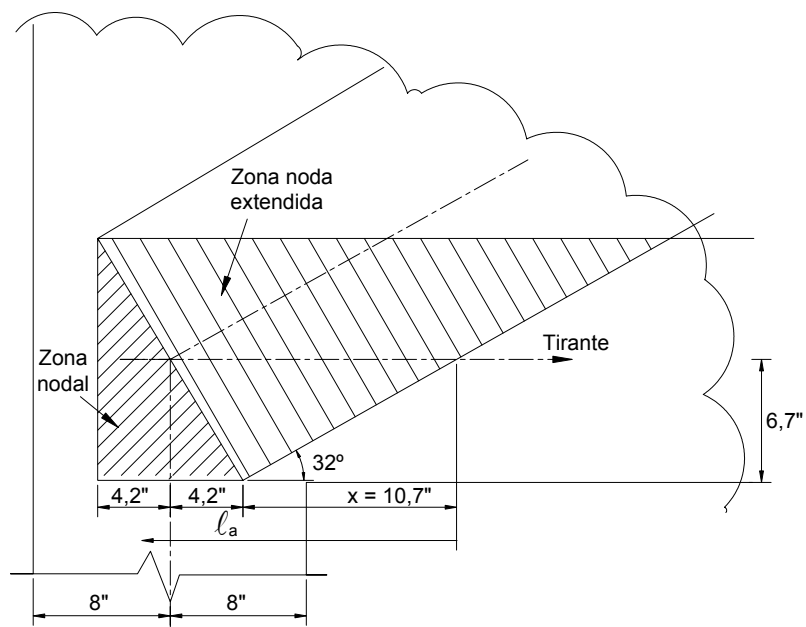 Zona noda
extendida
Tirante
Zona
nodal
6,7"
32º
4,2"
4,2"
x = 10,7"
ℓa
8"
8"